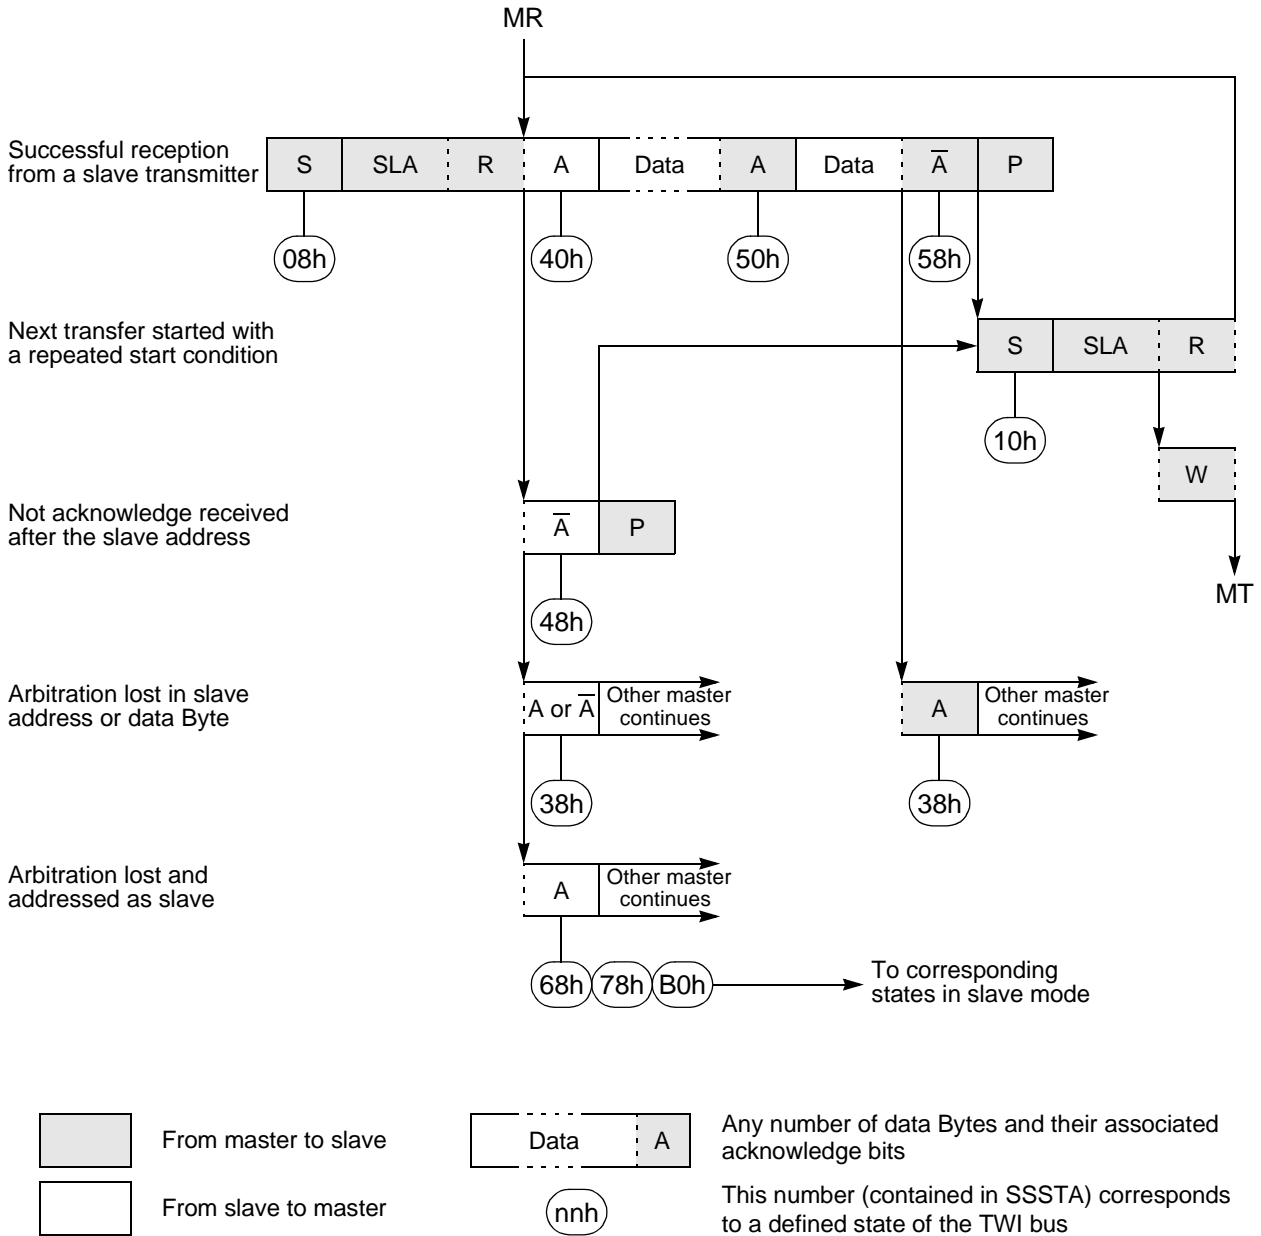 MR
Successful reception
from a slave transmitter
S SLA R A Data A Data A̅ P
08h 40h 50h 58h
Next transfer started with
a repeated start condition
S SLA R
10h
W
MT
Not acknowledge received
after the slave address
A̅ P
48h
Arbitration lost in slave
address or data Byte
A or A̅
Other master
continues
A
Other master
continues
38h 38h
Arbitration lost and
addressed as slave
A
Other master
continues
68h 78h B0h
To corresponding
states in slave mode
From master to slave
Data A
Any number of data Bytes and their associated
acknowledge bits
From slave to master
nnh
This number (contained in SSSTA) corresponds
to a defined state of the TWI bus